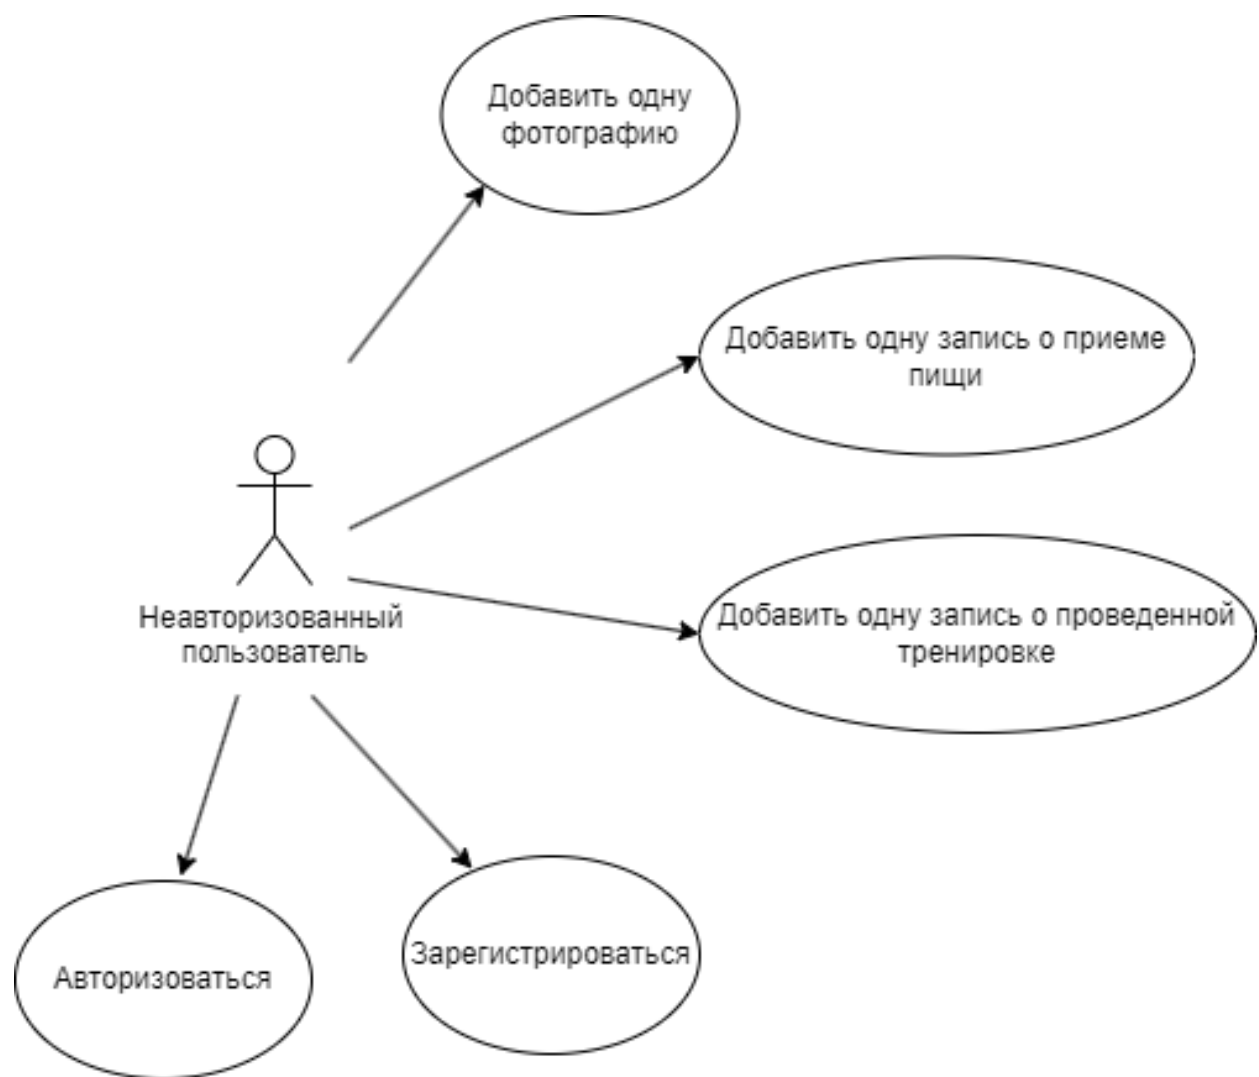 Добавить одну
фотографию
Добавить одну запись о приеме
пищи
Добавить одну запись о проведенной
тренировке
Неавторизованный
пользователь
Зарегистрироваться
Авторизоваться